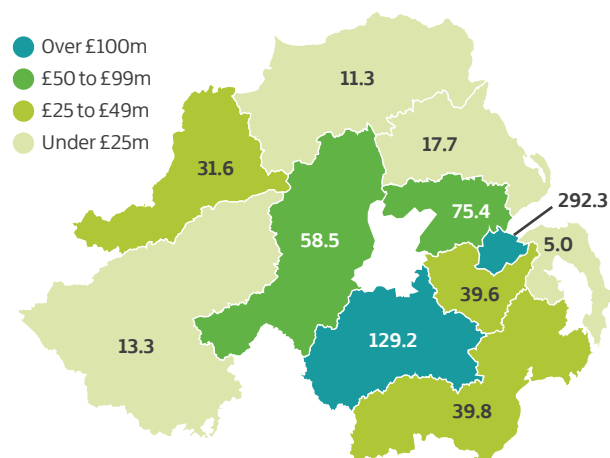 Over £100m
£50 to £99m
£25 to £49m
Under £25m
11.3
17.7
31.6
292.3
75.4
5.0
58.5
39.6
13.3
129.2
39.8